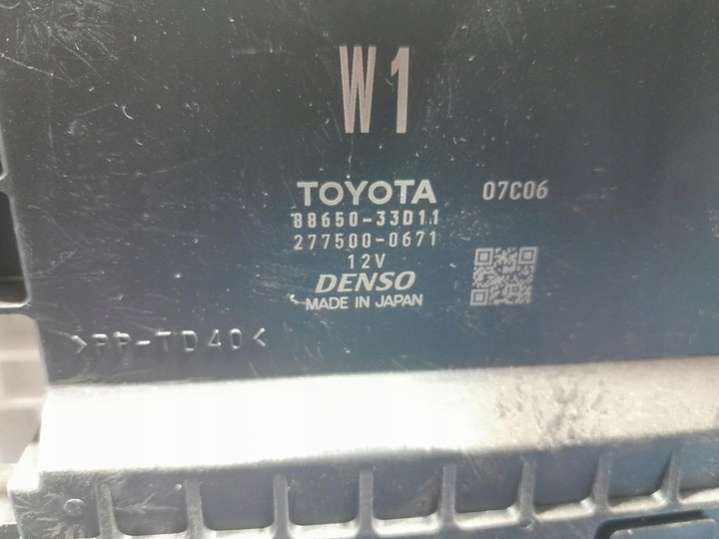 W1
TOYOTA 07C06
88650-33D11
277500-0671
12V
DENSO
MADE IN JAPAN
>PP-TD40<